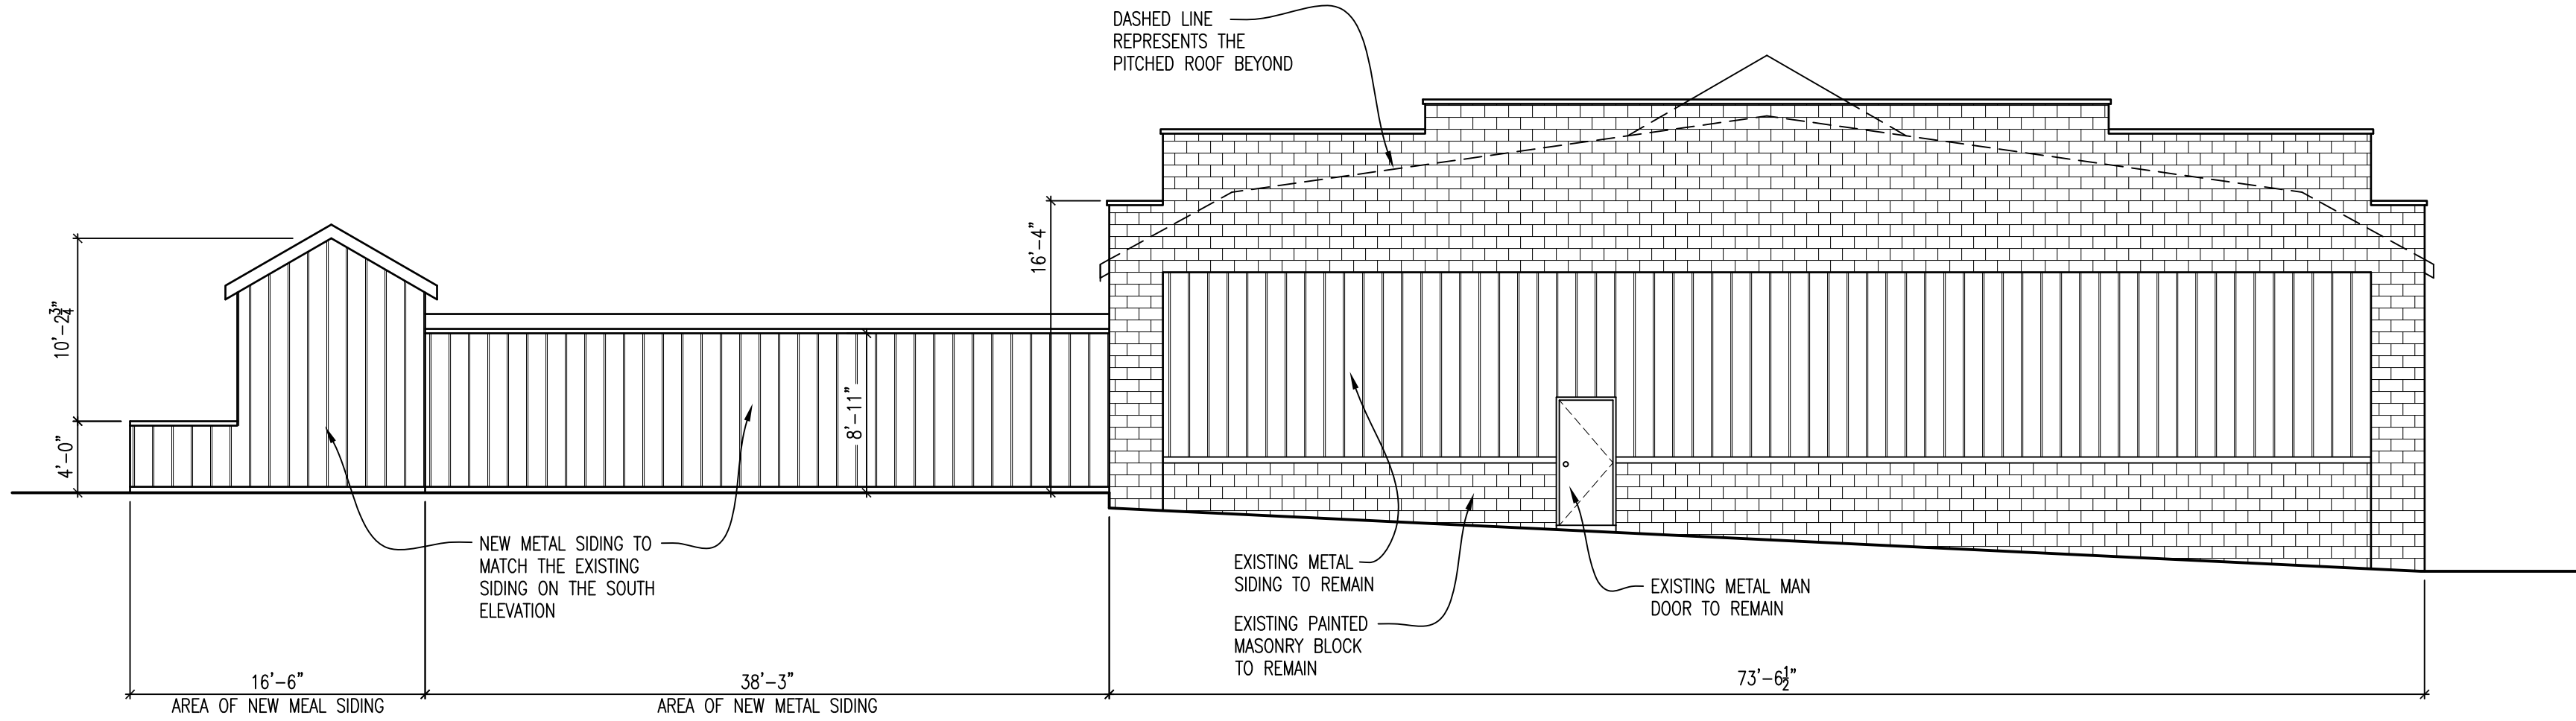 DASHED LINE
REPRESENTS THE
PITCHED ROOF BEYOND
16'-4"
10'-2¾"
8'-11"
4'-0"
NEW METAL SIDING TO
MATCH THE EXISTING
SIDING ON THE SOUTH
ELEVATION
EXISTING METAL
SIDING TO REMAIN
EXISTING PAINTED
MASONRY BLOCK
TO REMAIN
EXISTING METAL MAN
DOOR TO REMAIN
16'-6"
AREA OF NEW MEAL SIDING
38'-3"
AREA OF NEW METAL SIDING
73'-6½"